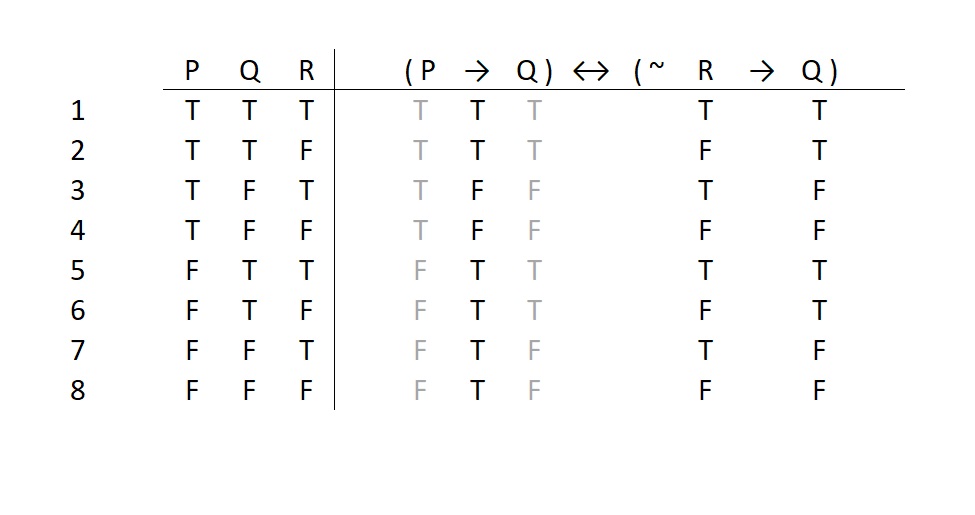 P Q R ( P → Q ) ↔ ( ~ R → Q )
1 T T T T T T T T
2 T T F T T T F T
3 T F T T F F T F
4 T F F T F F F F
5 F T T F T T T T
6 F T F F T T F T
7 F F T F T F T F
8 F F F F T F F F